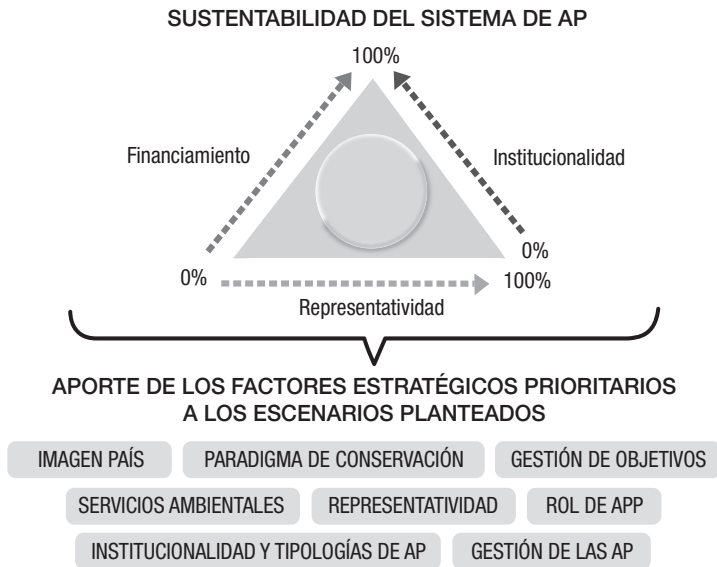 SUSTENTABILIDAD DEL SISTEMA DE AP
100%
Financiamiento
Institucionalidad
0%
0%
100%
Representatividad
APORTE DE LOS FACTORES ESTRATÉGICOS PRIORITARIOS
A LOS ESCENARIOS PLANTEADOS
IMAGEN PAÍS
PARADIGMA DE CONSERVACIÓN
GESTIÓN DE OBJETIVOS
SERVICIOS AMBIENTALES
REPRESENTATIVIDAD
ROL DE APP
INSTITUCIONALIDAD Y TIPOLOGÍAS DE AP
GESTIÓN DE LAS AP